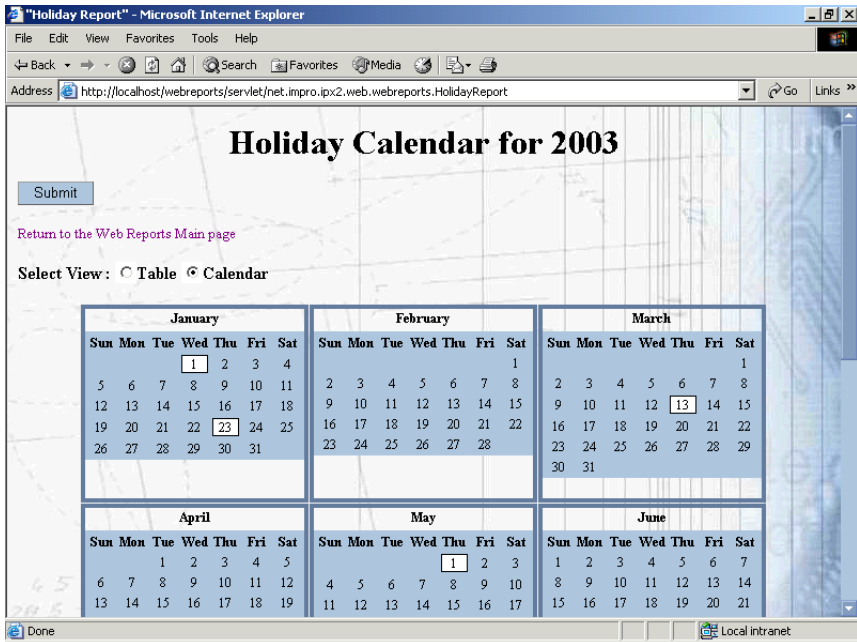 "Holiday Report" - Microsoft Internet Explorer
File Edit View Favorites Tools Help
Back Search Favorites Media
Address http://localhost/webreports/servlet/net.impro.ipx2.web.webreports.HolidayReport Go Links »
Holiday Calendar for 2003
Submit
Return to the Web Reports Main page
Select View : Table Calendar
January
Sun Mon Tue Wed Thu Fri Sat
1 2 3 4
5 6 7 8 9 10 11
12 13 14 15 16 17 18
19 20 21 22 23 24 25
26 27 28 29 30 31
February
Sun Mon Tue Wed Thu Fri Sat
1
2 3 4 5 6 7 8
9 10 11 12 13 14 15
16 17 18 19 20 21 22
23 24 25 26 27 28
March
Sun Mon Tue Wed Thu Fri Sat
1
2 3 4 5 6 7 8
9 10 11 12 13 14 15
16 17 18 19 20 21 22
23 24 25 26 27 28 29
30 31
April
Sun Mon Tue Wed Thu Fri Sat
1 2 3 4 5
6 7 8 9 10 11 12
13 14 15 16 17 18 19
May
Sun Mon Tue Wed Thu Fri Sat
1 2 3
4 5 6 7 8 9 10
11 12 13 14 15 16 17
June
Sun Mon Tue Wed Thu Fri Sat
1 2 3 4 5 6 7
8 9 10 11 12 13 14
15 16 17 18 19 20 21
Done Local intranet